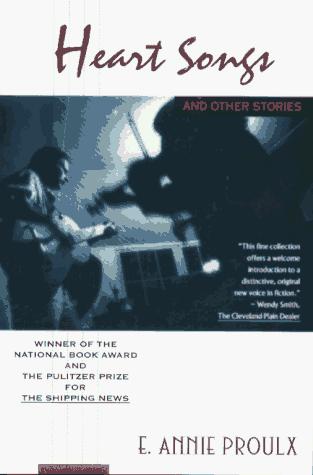 Heart Songs
AND OTHER STORIES
"This fine collection
offers a welcome
introduction to a
distinctive, original
new voice in fiction."
– Wendy Smith,
The Cleveland Plain Dealer
WINNER OF THE
NATIONAL BOOK AWARD
AND
THE PULITZER PRIZE
FOR
THE SHIPPING NEWS
E. ANNIE PROULX